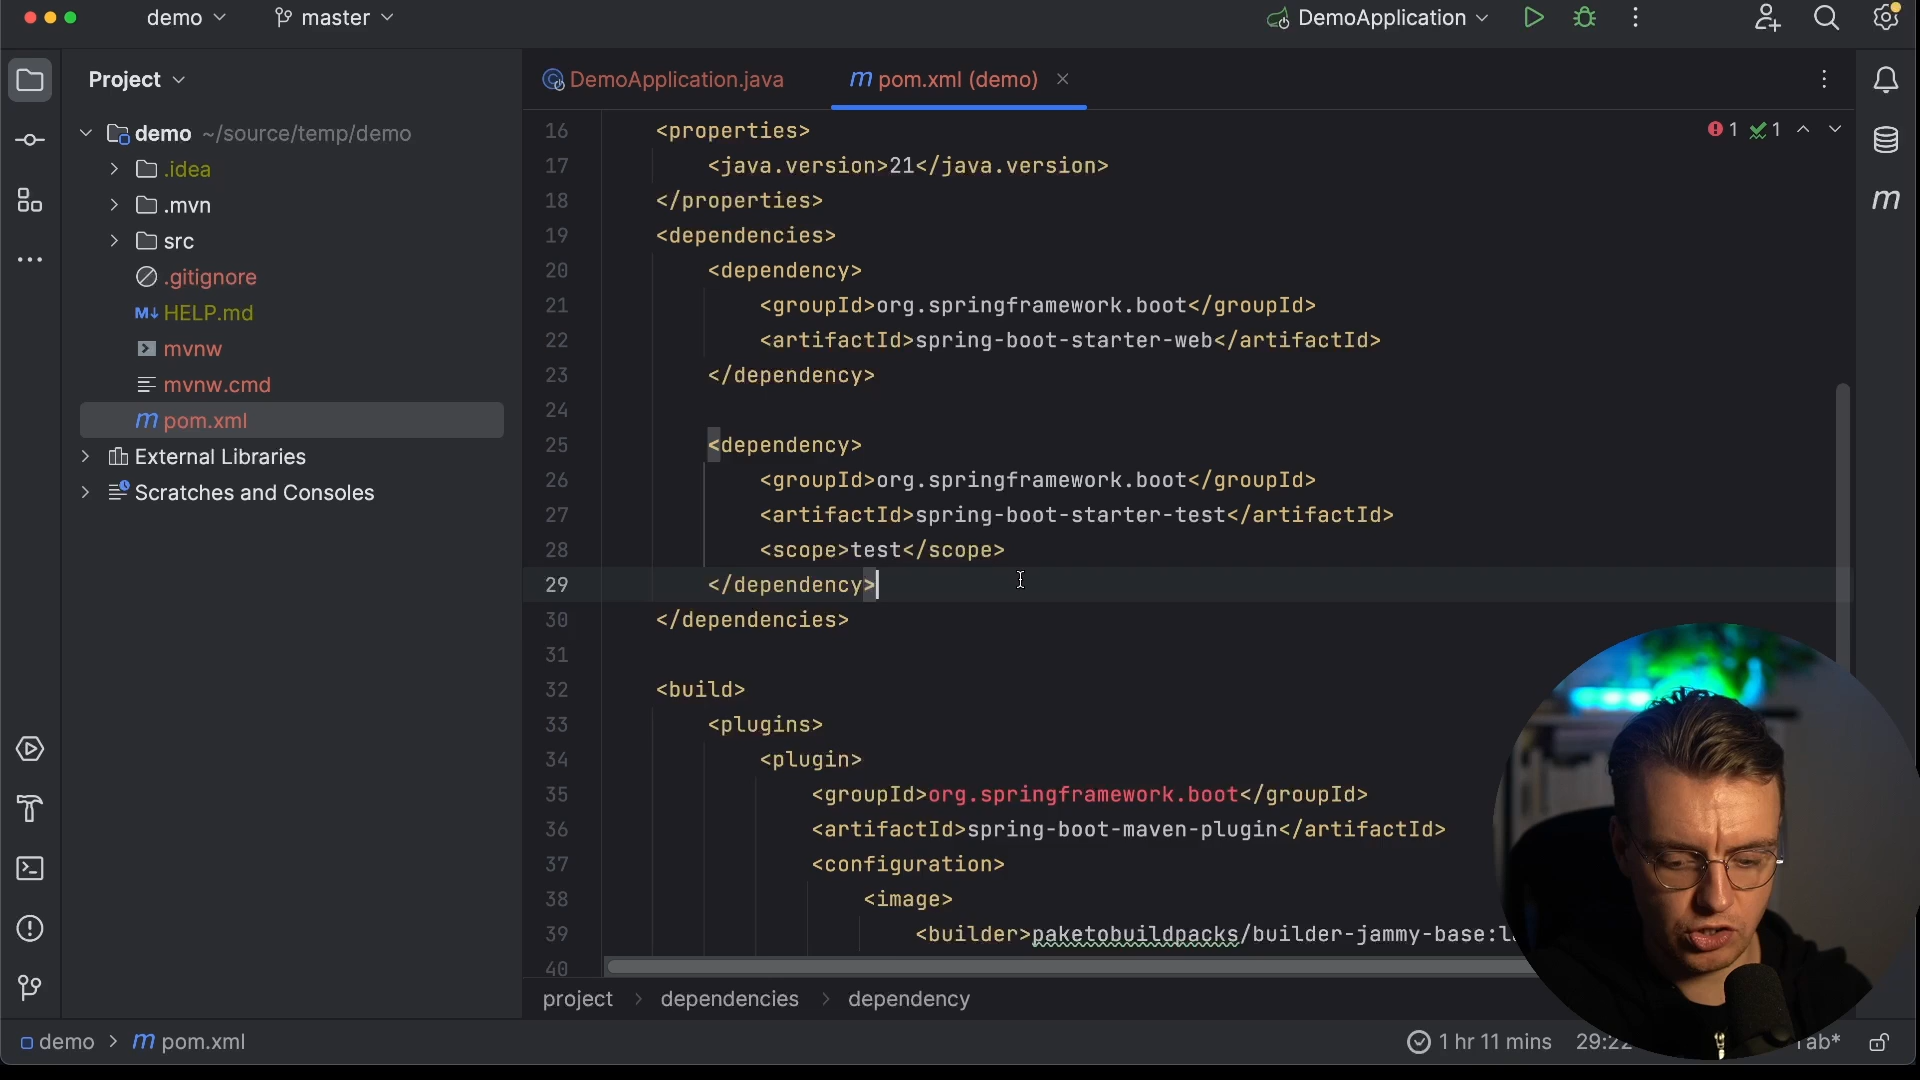 demo
master
DemoApplication
Project
DemoApplication.java
m pom.xml (demo)
demo ~/source/temp/demo
.idea
.mvn
src
.gitignore
M↓ HELP.md
mvnw
mvnw.cmd
m pom.xml
External Libraries
Scratches and Consoles
1 1
m
16 <properties>
17 <java.version>21</java.version>
18 </properties>
19 <dependencies>
20 <dependency>
21 <groupId>org.springframework.boot</groupId>
22 <artifactId>spring-boot-starter-web</artifactId>
23 </dependency>
24
25 <dependency>
26 <groupId>org.springframework.boot</groupId>
27 <artifactId>spring-boot-starter-test</artifactId>
28 <scope>test</scope>
29 </dependency>
30 </dependencies>
31
32 <build>
33 <plugins>
34 <plugin>
35 <groupId>org.springframework.boot</groupId>
36 <artifactId>spring-boot-maven-plugin</artifactId>
37 <configuration>
38 <image>
39 <builder>paketobuildpacks/builder-jammy-base:
40
project > dependencies > dependency
demo > m pom.xml
1 hr 11 mins